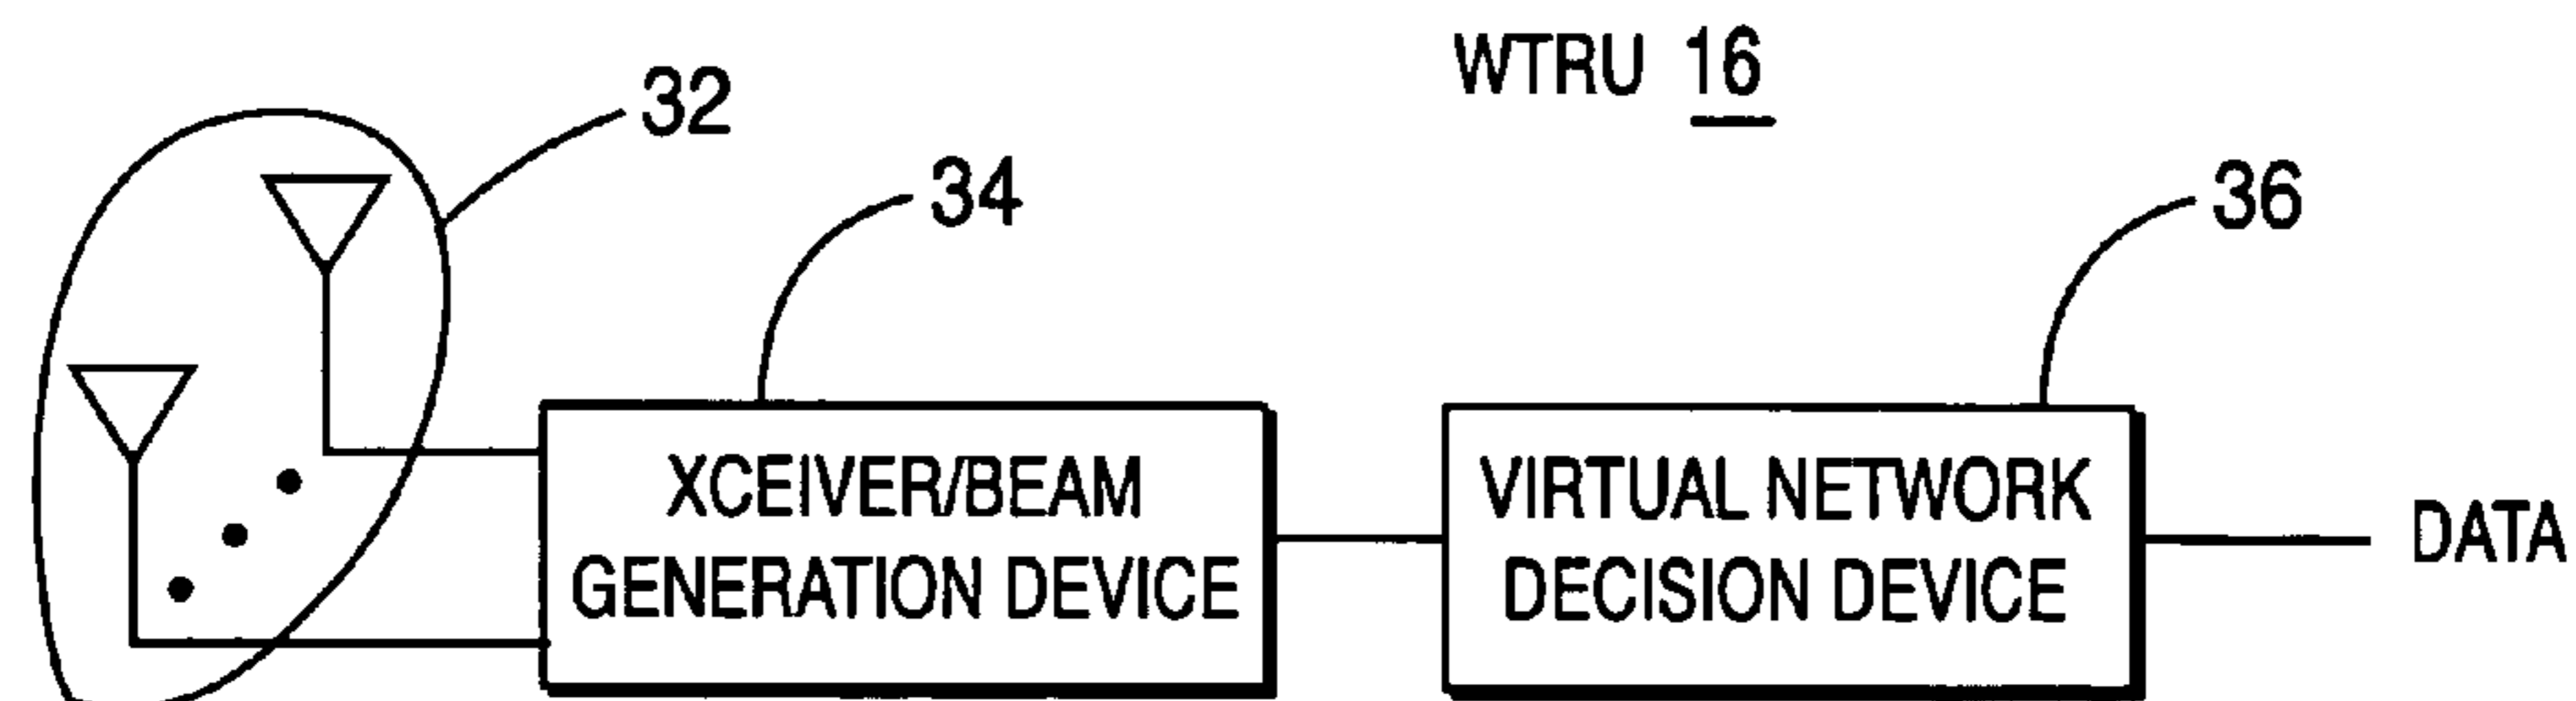 WTRU 16
32
34
36
XCEIVER/BEAM
GENERATION DEVICE
VIRTUAL NETWORK
DECISION DEVICE
DATA